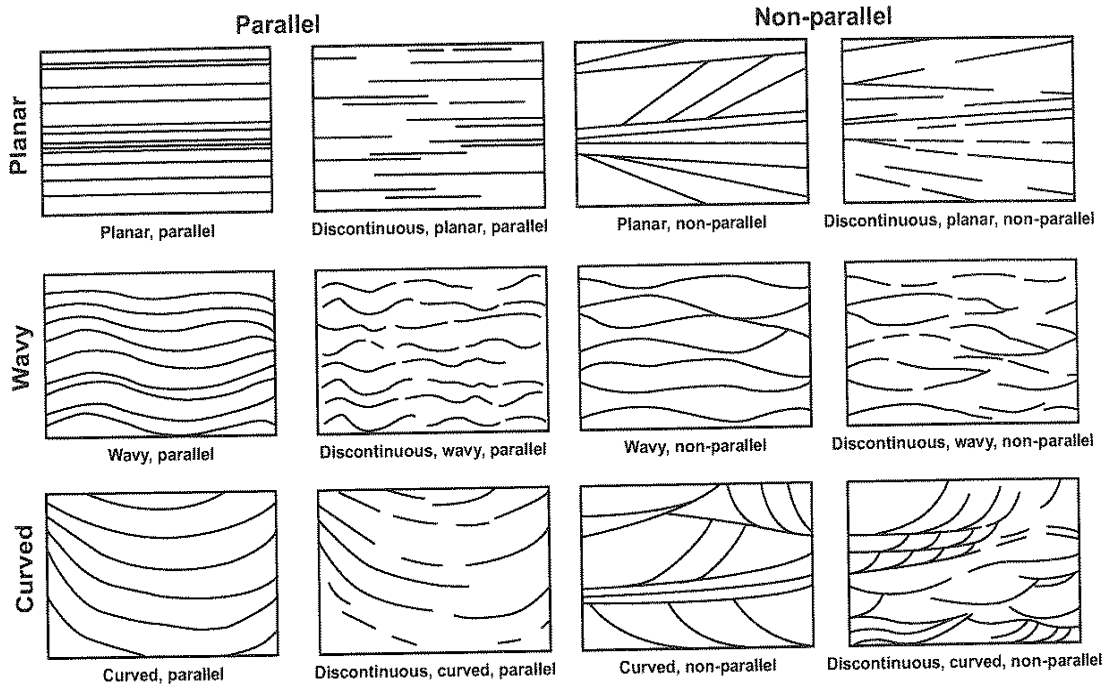 Parallel
Non-parallel
Planar
Planar, parallel
Discontinuous, planar, parallel
Planar, non-parallel
Discontinuous, planar, non-parallel
Wavy
Wavy, parallel
Discontinuous, wavy, parallel
Wavy, non-parallel
Discontinuous, wavy, non-parallel
Curved
Curved, parallel
Discontinuous, curved, parallel
Curved, non-parallel
Discontinuous, curved, non-parallel